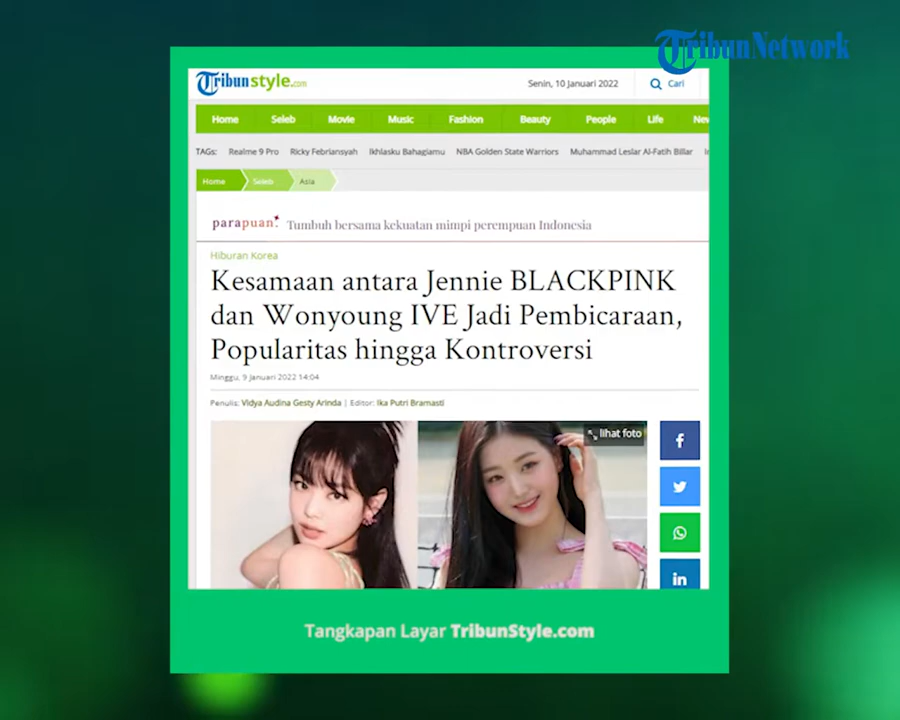 TribunNetwork
Tribunstyle.com
Senin, 10 Januari 2022
Cari
Home Seleb Movie Music Fashion Beauty People Life
TAGs: Realme 9 Pro Ricky Febriansyah Ikhlasku Bahagiamu NBA Golden State Warriors Muhammad Leslar Al-Fatih Billar
Home Seleb Asia
parapuan. Tumbuh bersama kekuatan mimpi perempuan Indonesia
Hiburan Korea
Kesamaan antara Jennie BLACKPINK
dan Wonyoung IVE Jadi Pembicaraan,
Popularitas hingga Kontroversi
Minggu, 9 Januari 2022 14:04
Penulis: Vidya Audina Gesty Arinda | Editor: Ika Putri Bramasti
lihat foto
Tangkapan Layar TribunStyle.com